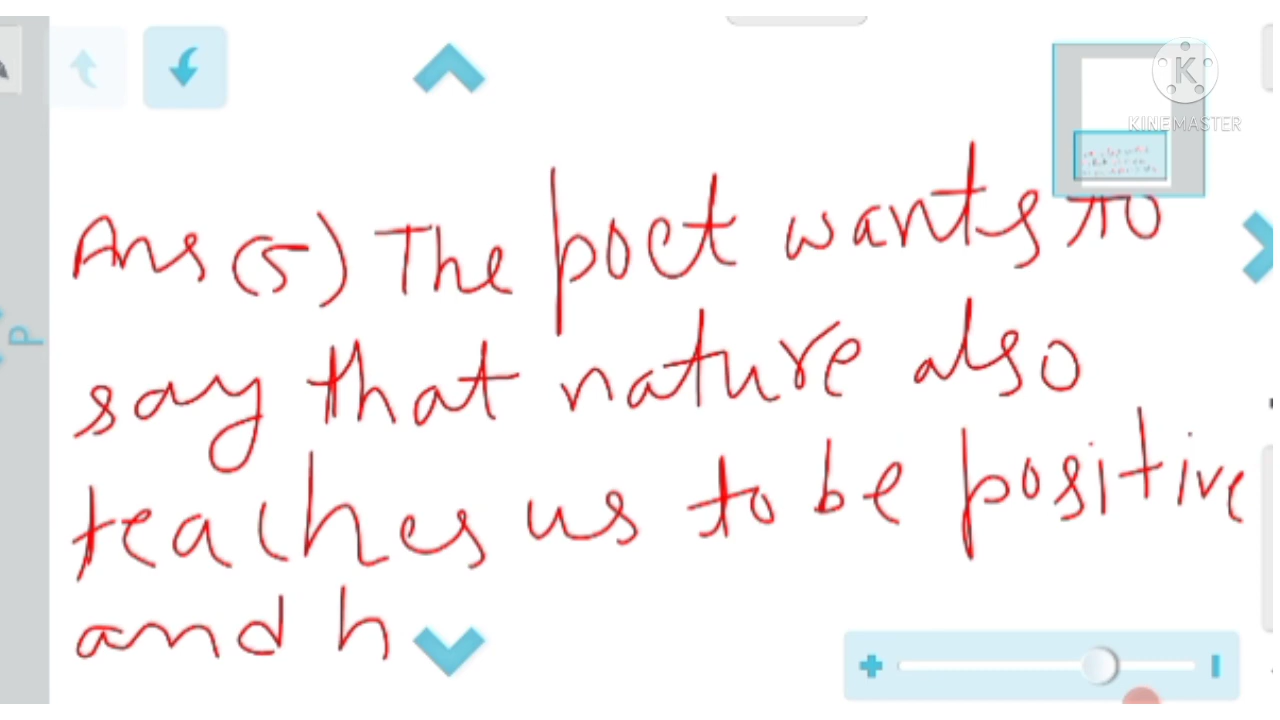 KINEMASTER
Ans (5) The poet wants to
say that nature also
teaches us to be positive
and h